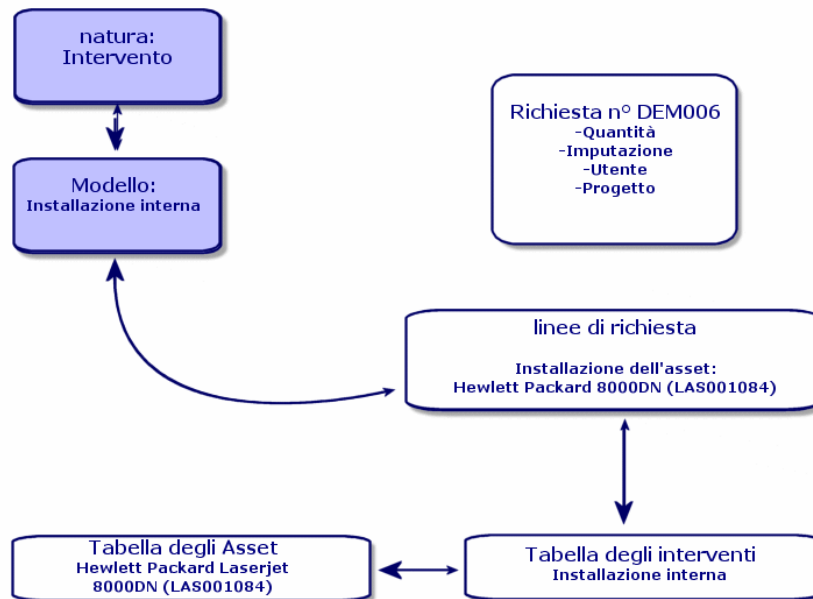 natura:
Intervento
Richiesta n° DEM006
-Quantità
-Imputazione
-Utente
-Progetto
Modello:
Installazione interna
linee di richiesta
Installazione dell'asset:
Hewlett Packard 8000DN (LAS001084)
Tabella degli Asset
Hewlett Packard Laserjet
8000DN (LAS001084)
Tabella degli interventi
Installazione interna